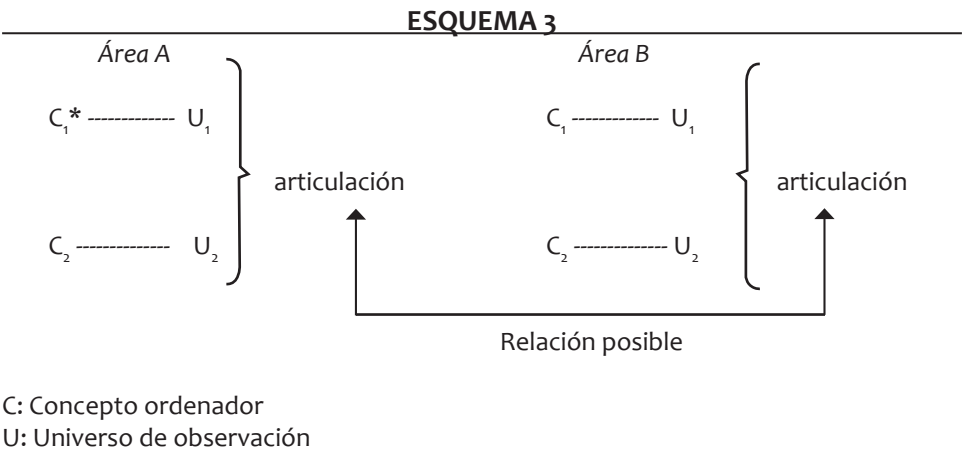 ESQUEMA 3
Área A Área B
C₁* ------------- U₁ C₁ ------------- U₁
articulación articulación
C₂ -------------- U₂ C₂ -------------- U₂
Relación posible
C: Concepto ordenador
U: Universo de observación